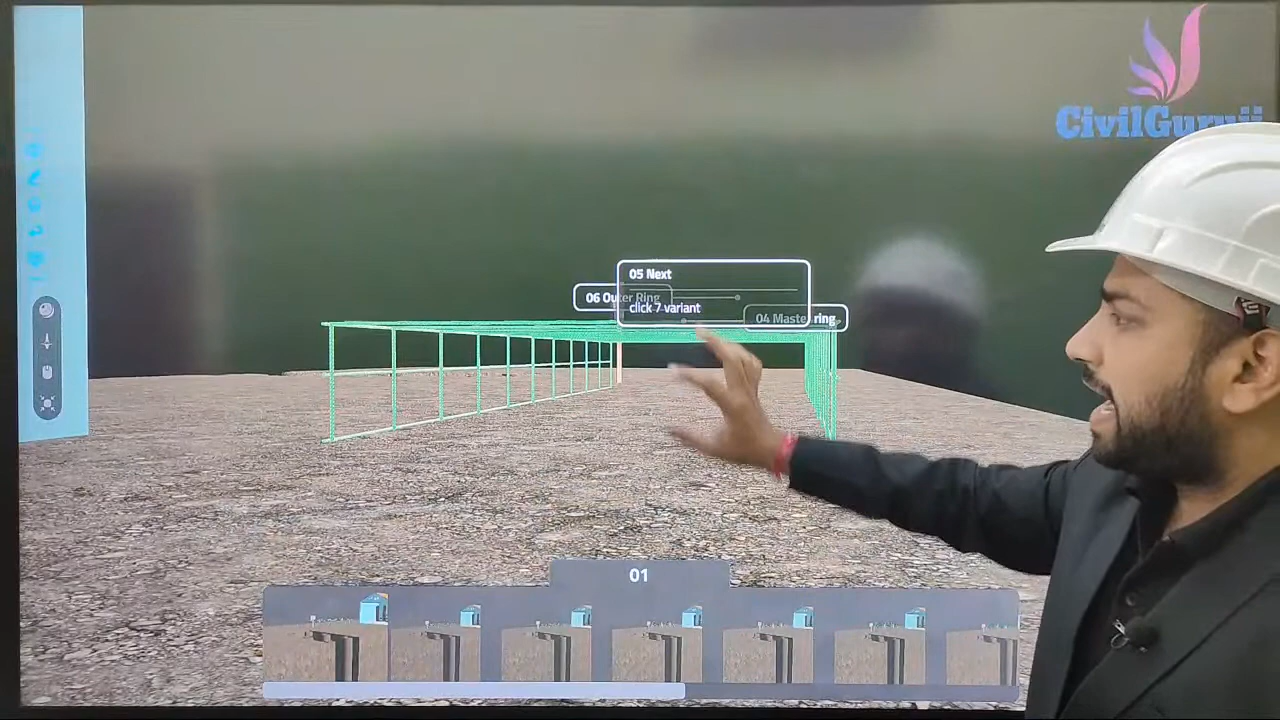 CivilGuruji
05 Next
06 Outer Ring
click 7 variant
04 Master ring
01